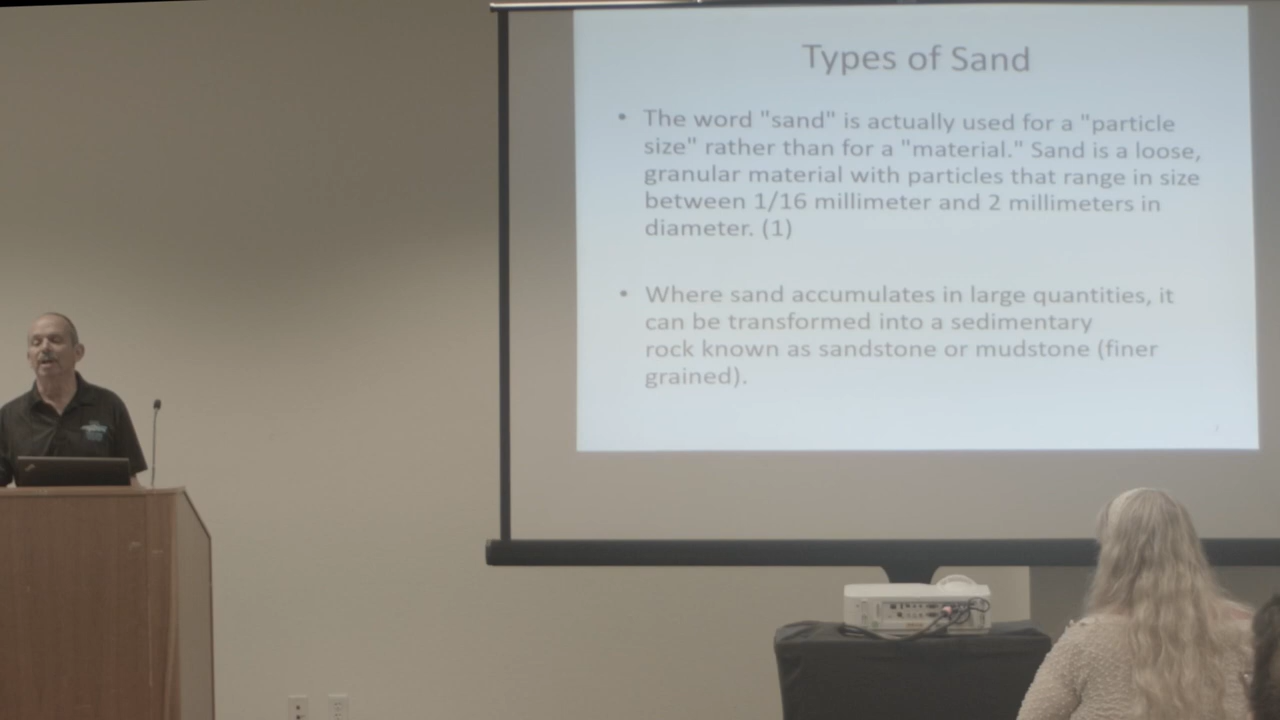 Types of Sand
• The word "sand" is actually used for a "particle
size" rather than for a "material." Sand is a loose,
granular material with particles that range in size
between 1/16 millimeter and 2 millimeters in
diameter. (1)
• Where sand accumulates in large quantities, it
can be transformed into a sedimentary
rock known as sandstone or mudstone (finer
grained).